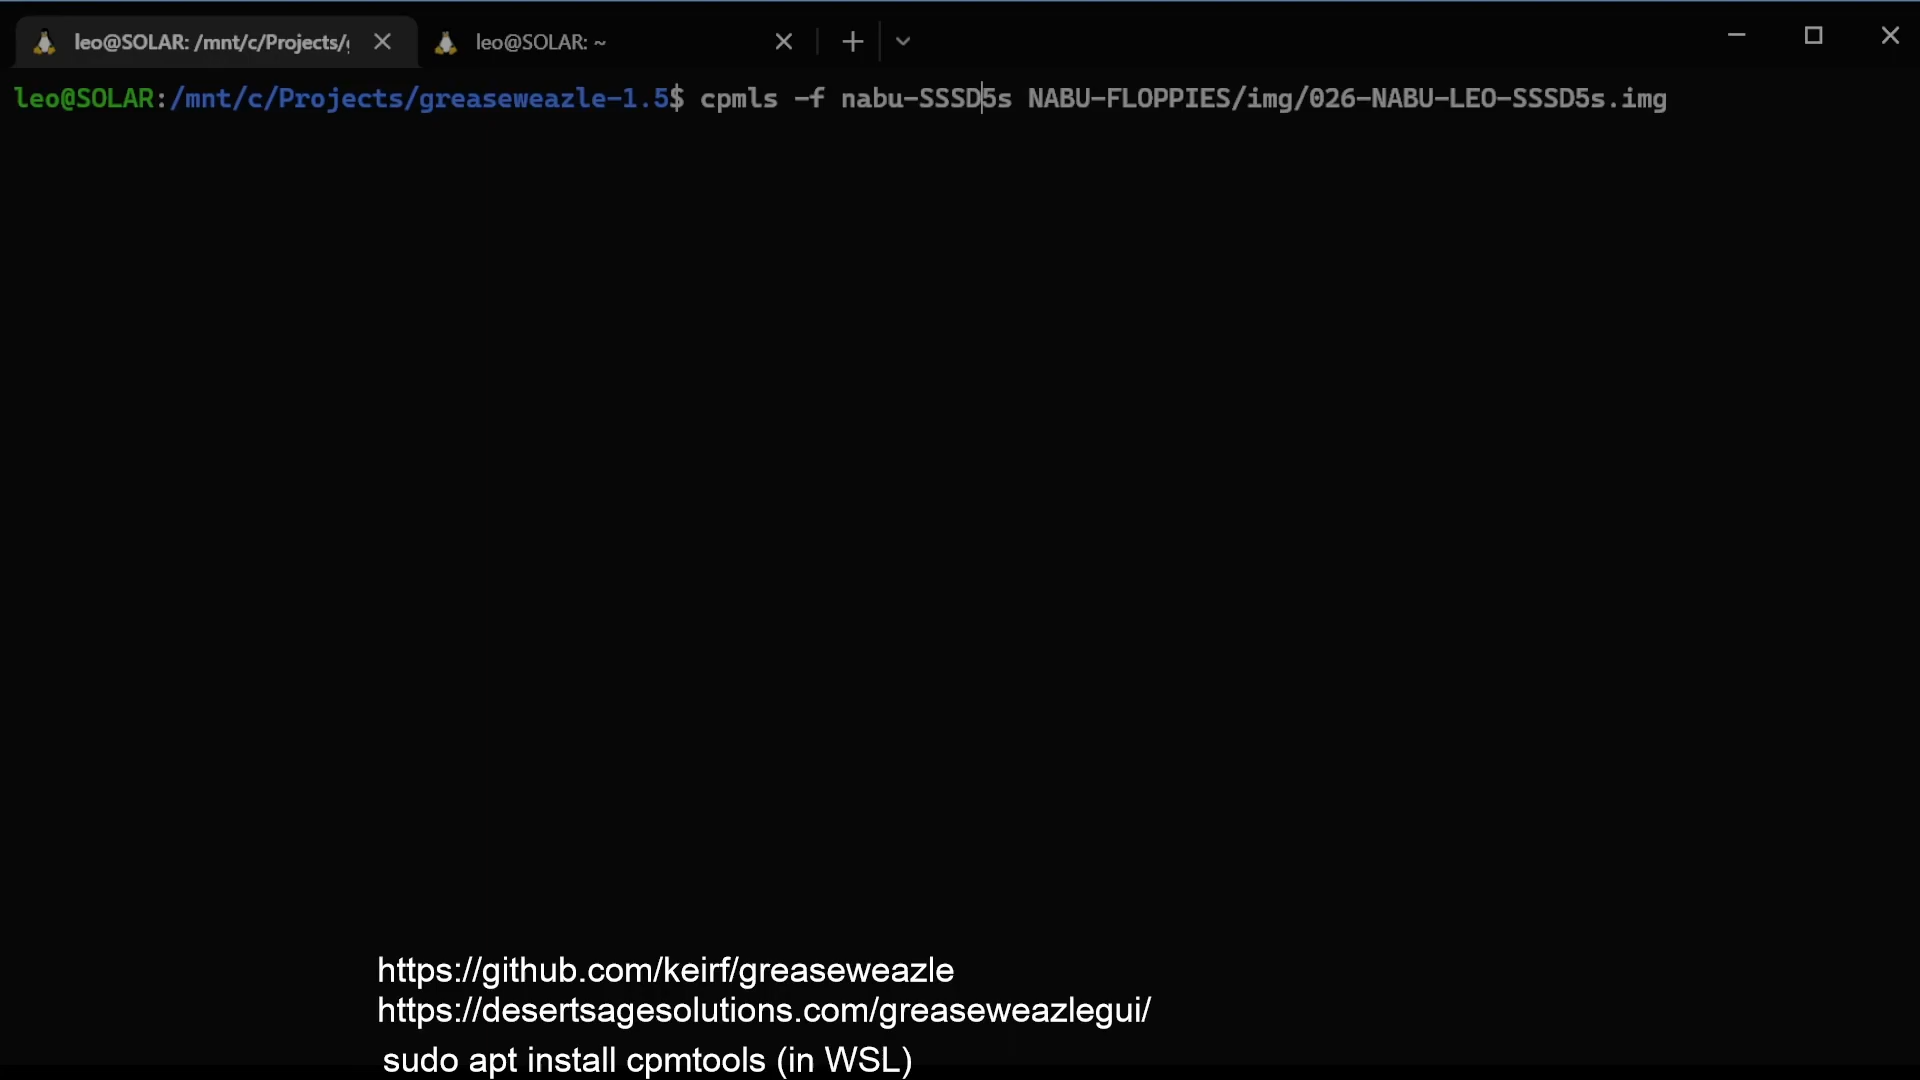 leo@SOLAR: /mnt/c/Projects/
leo@SOLAR: ~
leo@SOLAR:/mnt/c/Projects/greaseweazle-1.5$ cpmls -f nabu-SSSD5s NABU-FLOPPIES/img/026-NABU-LEO-SSSD5s.img
https://github.com/keirf/greaseweazle
https://desertsagesolutions.com/greaseweazlegui/
sudo apt install cpmtools (in WSL)